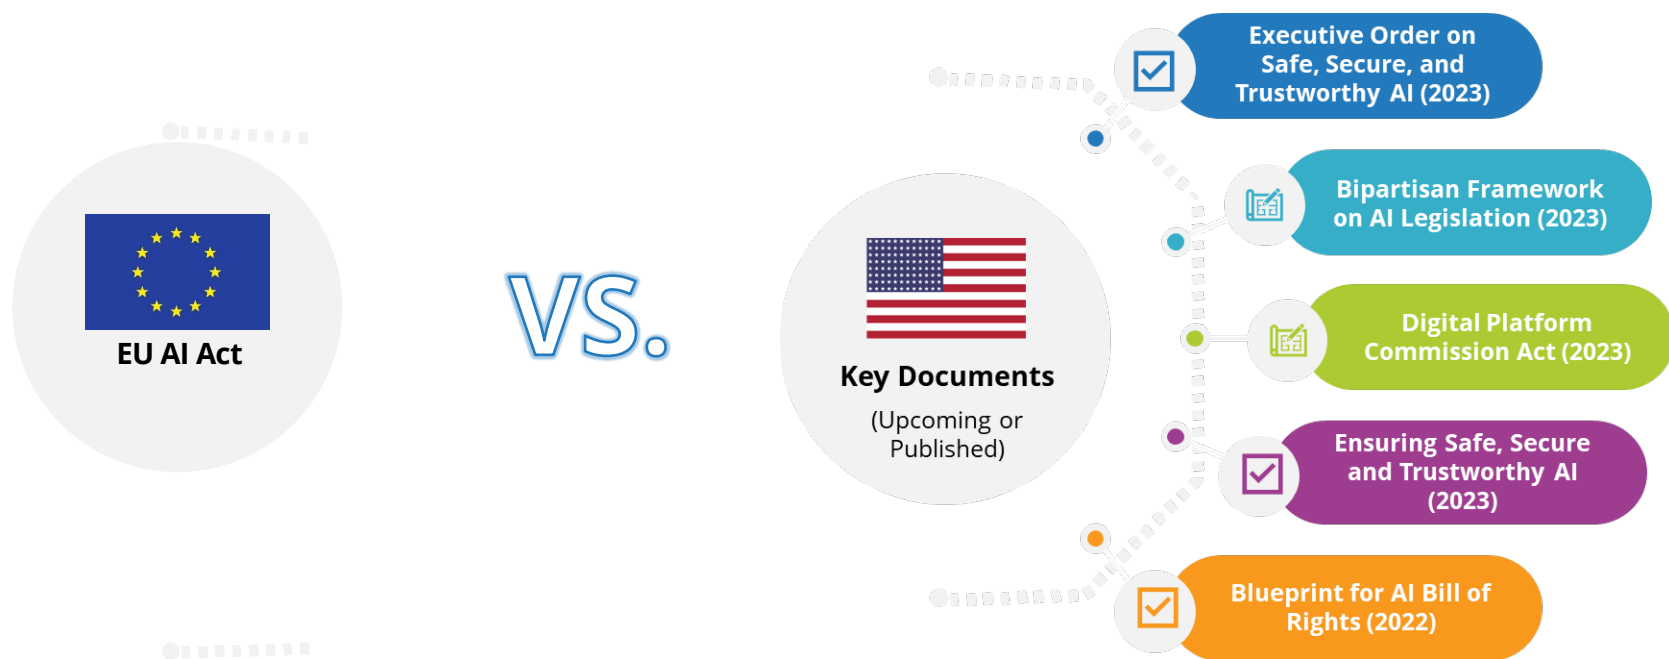 EU AI Act
VS.
Key Documents
(Upcoming or
Published)
Executive Order on
Safe, Secure, and
Trustworthy AI (2023)
Bipartisan Framework
on AI Legislation (2023)
Digital Platform
Commission Act (2023)
Ensuring Safe, Secure
and Trustworthy AI
(2023)
Blueprint for AI Bill of
Rights (2022)